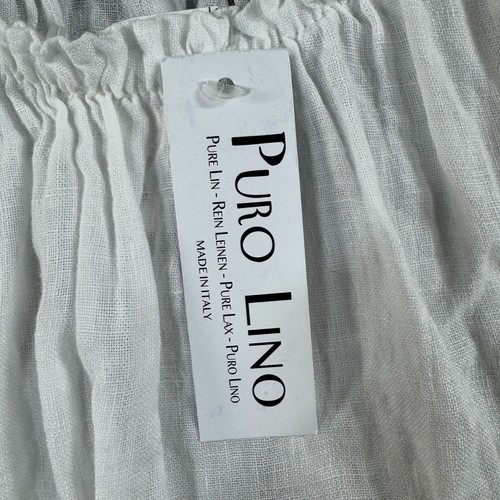 PURO LINO
PURE LIN - REIN LEINEN - PURE LAX - PURO LINO
MADE IN ITALY